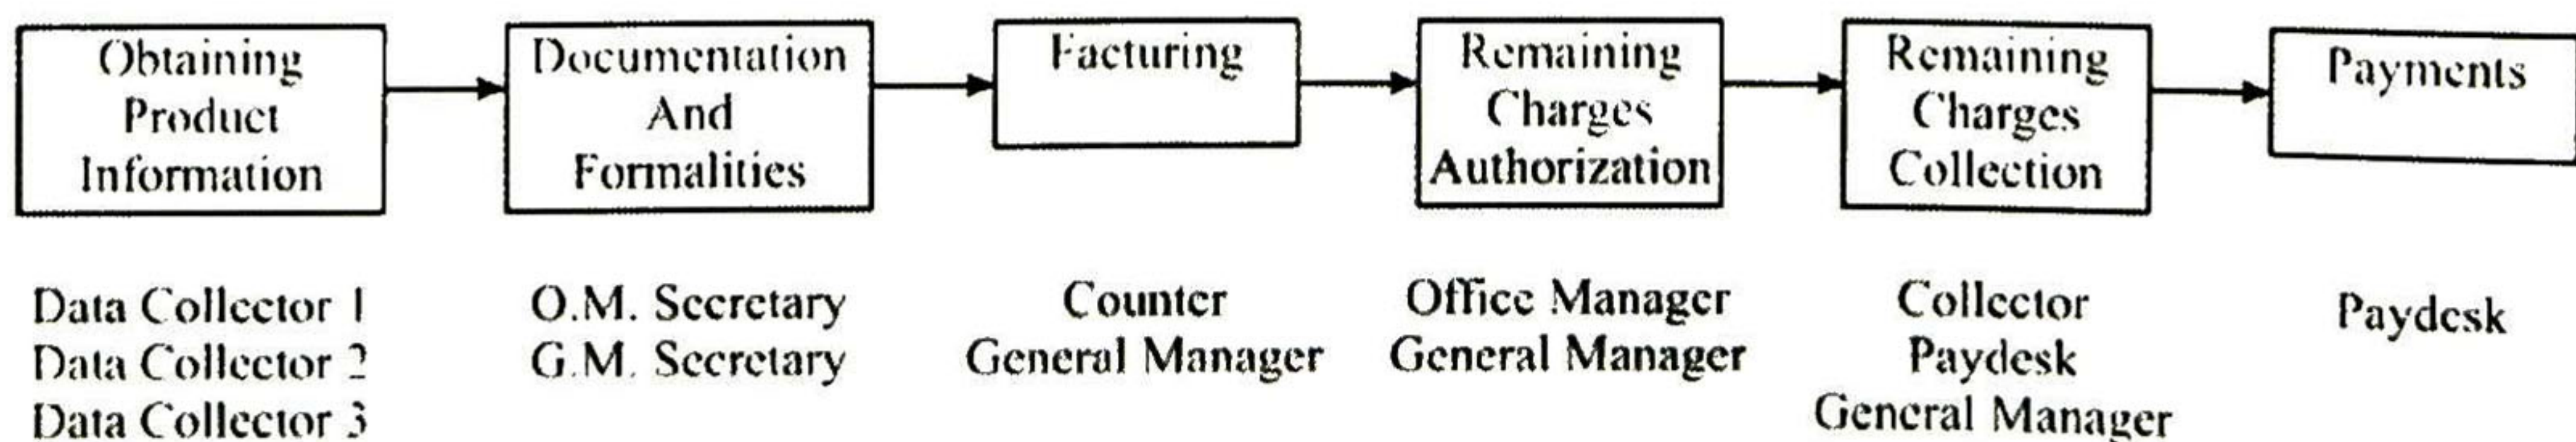 Obtaining
Product
Information
Documentation
And
Formalities
Facturing
Remaining
Charges
Authorization
Remaining
Charges
Collection
Payments
Data Collector 1
Data Collector 2
Data Collector 3
O.M. Secretary
G.M. Secretary
Counter
General Manager
Office Manager
General Manager
Collector
Paydesk
General Manager
Paydesk